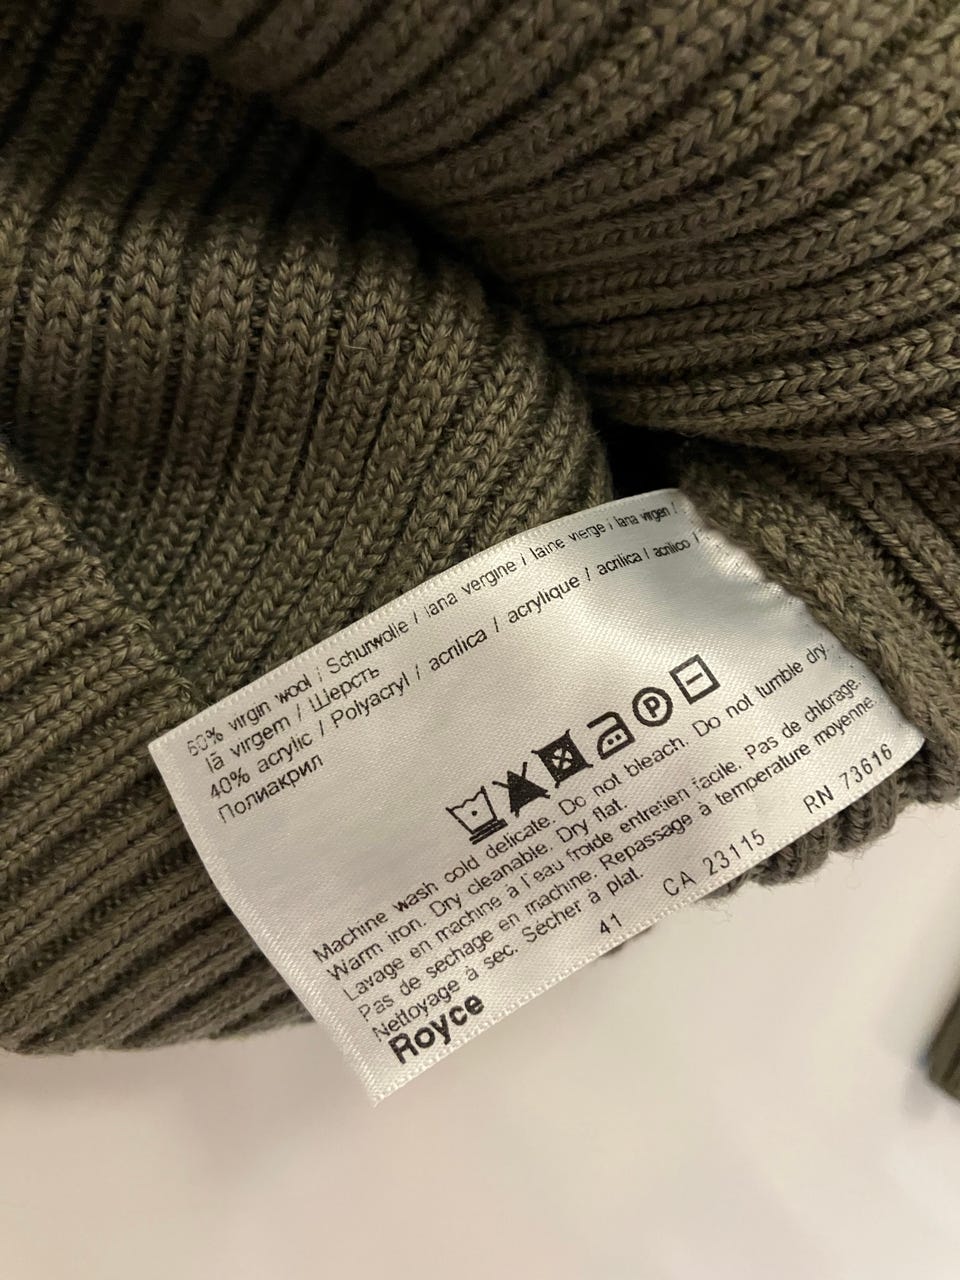 60% virgin wool / Schurwolle / lana vergine / laine vierge / lana virgen /
lã virgem / Шерсть
40% acrylic / Polyacryl / acrilica / acrylique / acrilica / acrílico /
Полиакрил
P
Machine wash cold delicate. Do not bleach. Do not tumble dry.
Warm iron. Dry cleanable. Dry flat.
Lavage en machine à l'eau froide entretien facile. Pas de chlorage.
Pas de sechage en machine. Repassage à temperature moyenne.
Nettoyage à sec. Sécher à plat.
41 CA 23115 RN 73616
Royce